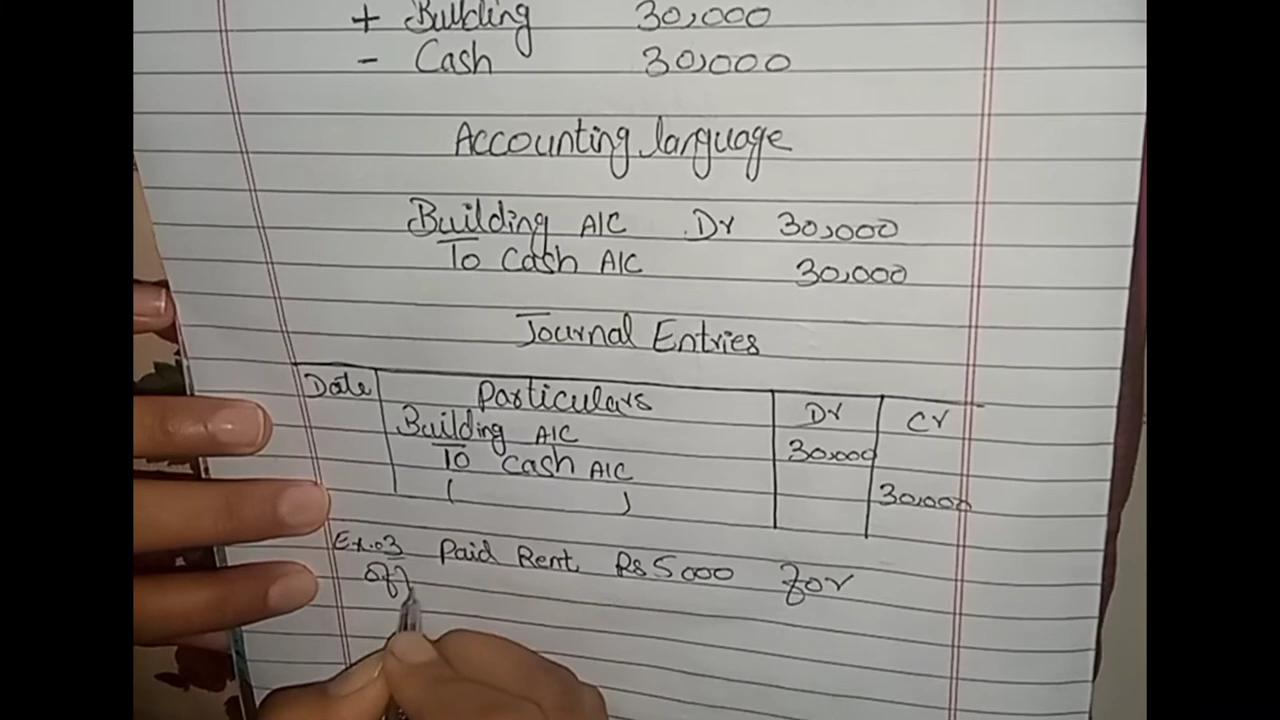 + Building 30,000
- Cash 30,000
Accounting language
Building A/C Dr 30,000
To Cash A/C 30,000
Journal Entries
Date Particulars Dr Cr
Building A/C 30,000
To Cash A/C
( ) 30,000
Ex.03 Paid Rent Rs 5000 for
off